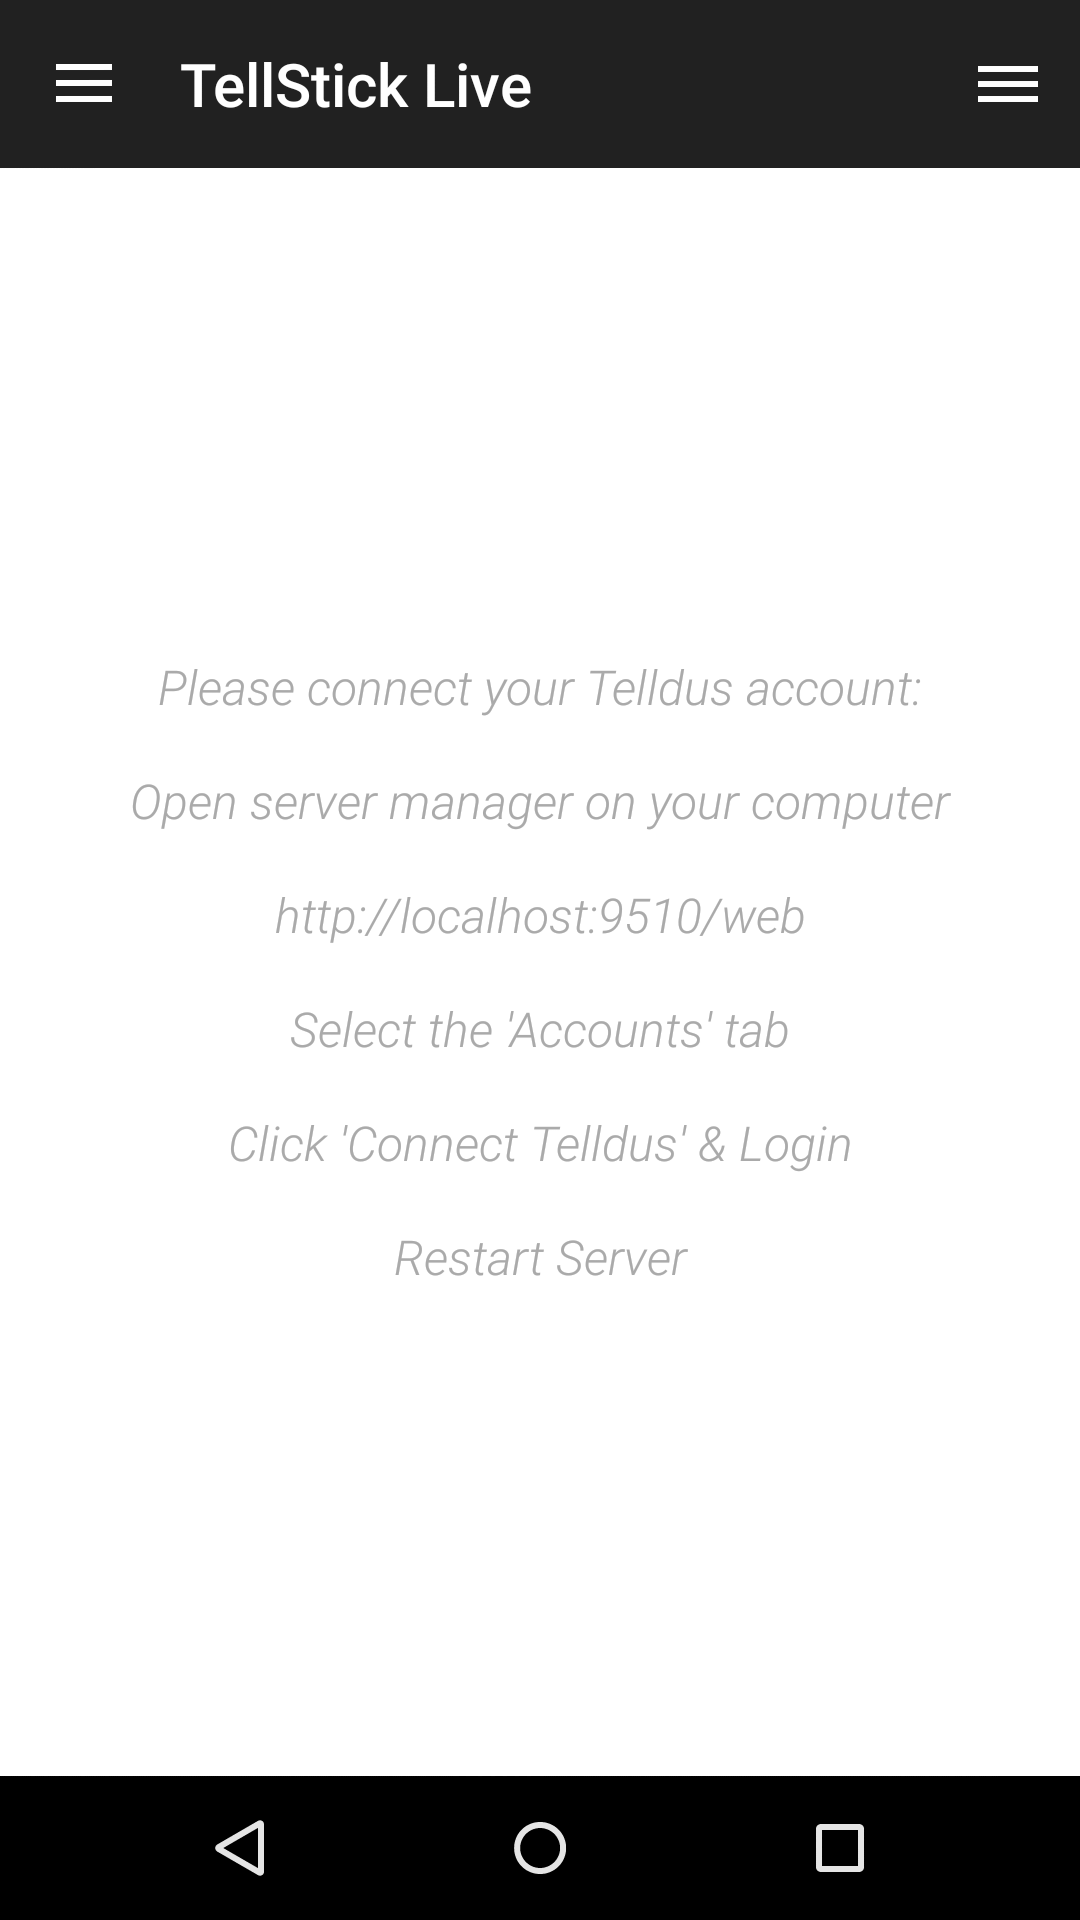 TellStick Live
Please connect your Telldus account:
Open server manager on your computer
http://localhost:9510/web
Select the 'Accounts' tab
Click 'Connect Telldus' & Login
Restart Server